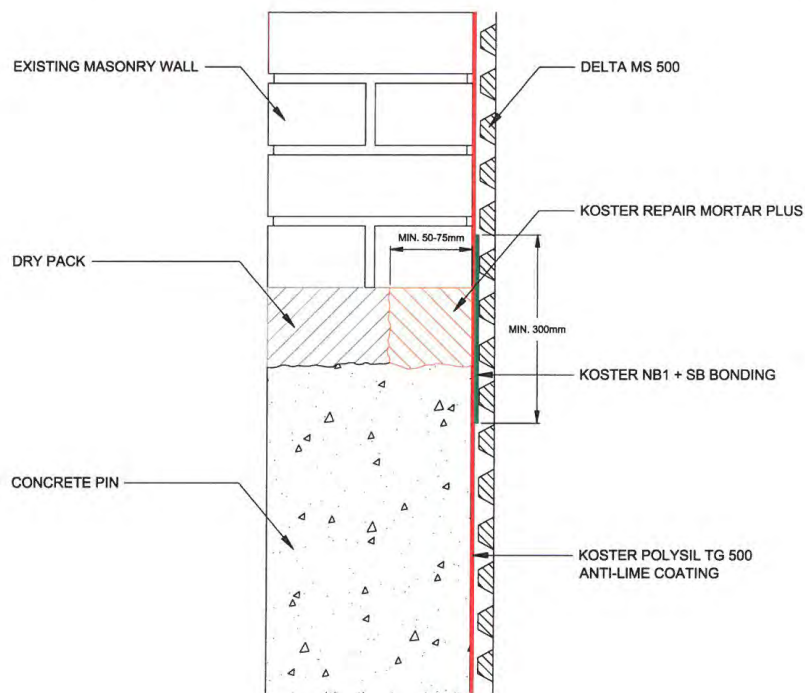 EXISTING MASONRY WALL
DELTA MS 500
KOSTER REPAIR MORTAR PLUS
MIN. 50-75mm
DRY PACK
MIN. 300mm
KOSTER NB1 + SB BONDING
CONCRETE PIN
KOSTER POLYSIL TG 500
ANTI-LIME COATING